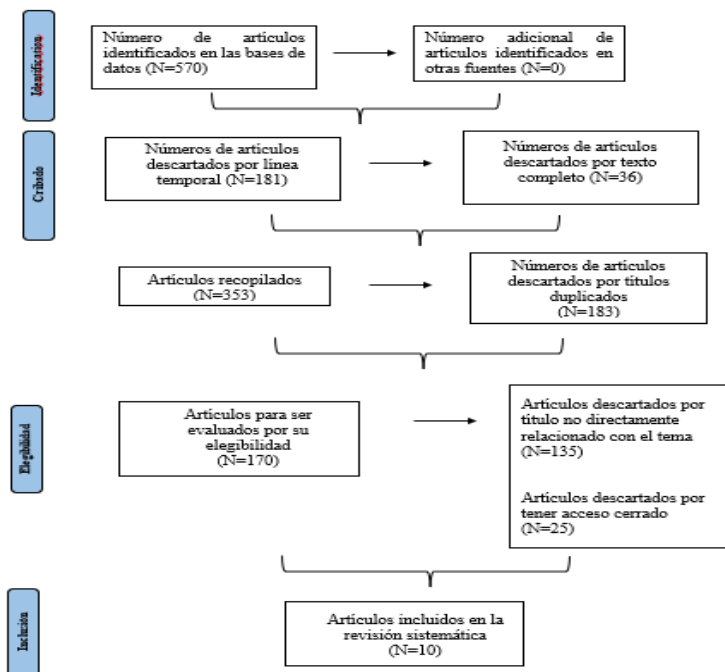 Identification
Número de artículos
identificados en las bases de
datos (N=570)
Número adicional de
artículos identificados en
otras fuentes (N=0)
Cribado
Números de artículos
descartados por línea
temporal (N=181)
Números de artículos
descartados por texto
completo (N=36)
Artículos recopilados
(N=353)
Números de artículos
descartados por títulos
duplicados
(N=183)
Elegibilidad
Artículos para ser
evaluados por su
elegibilidad
(N=170)
Artículos descartados por
título no directamente
relacionado con el tema
(N=135)
Artículos descartados por
tener acceso cerrado
(N=25)
Inclusión
Artículos incluidos en la
revisión sistemática
(N=10)